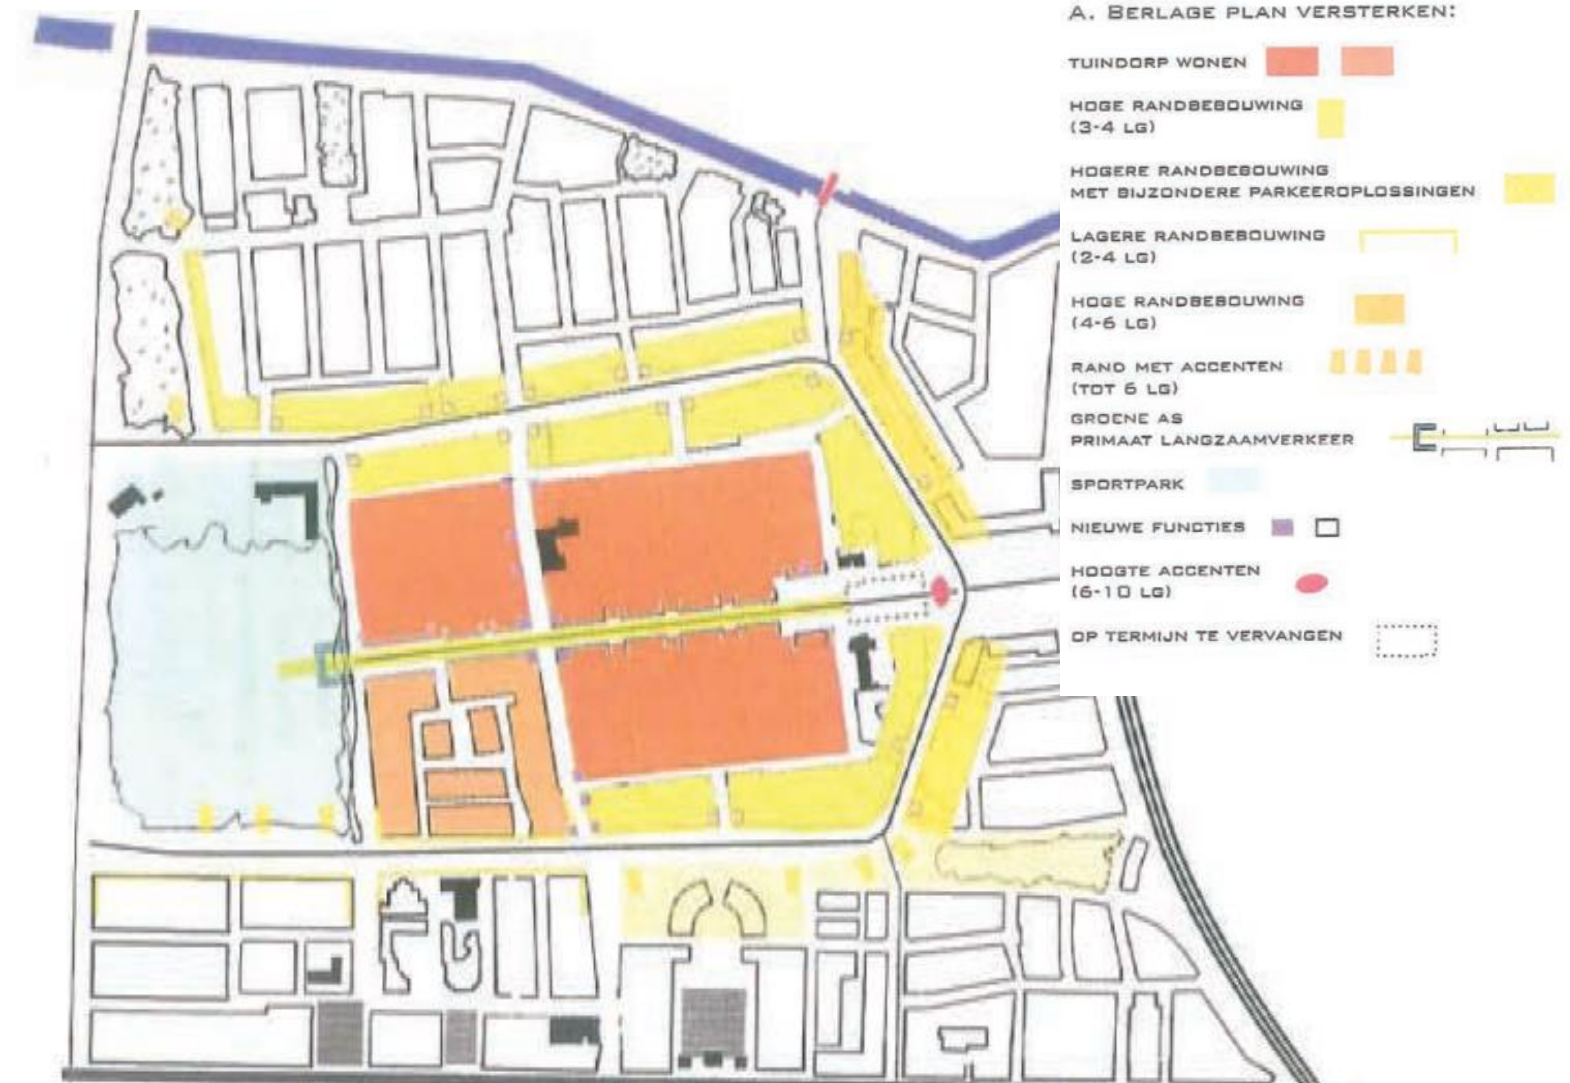 A. BERLAGE PLAN VERSTERKEN:
TUINDORP WONEN
HOGE RANDBEBOUWING
(3-4 LG)
HOGERE RANDBEBOUWING
MET BIJZONDERE PARKEEROPLOSSINGEN
LAGERE RANDBEBOUWING
(2-4 LG)
HOGE RANDBEBOUWING
(4-6 LG)
RAND MET ACCENTEN
(TOT 6 LG)
GROENE AS
PRIMAAT LANGZAAMVERKEER
SPORTPARK
NIEUWE FUNCTIES
HOOGTE ACCENTEN
(6-10 LG)
OP TERMIJN TE VERVANGEN